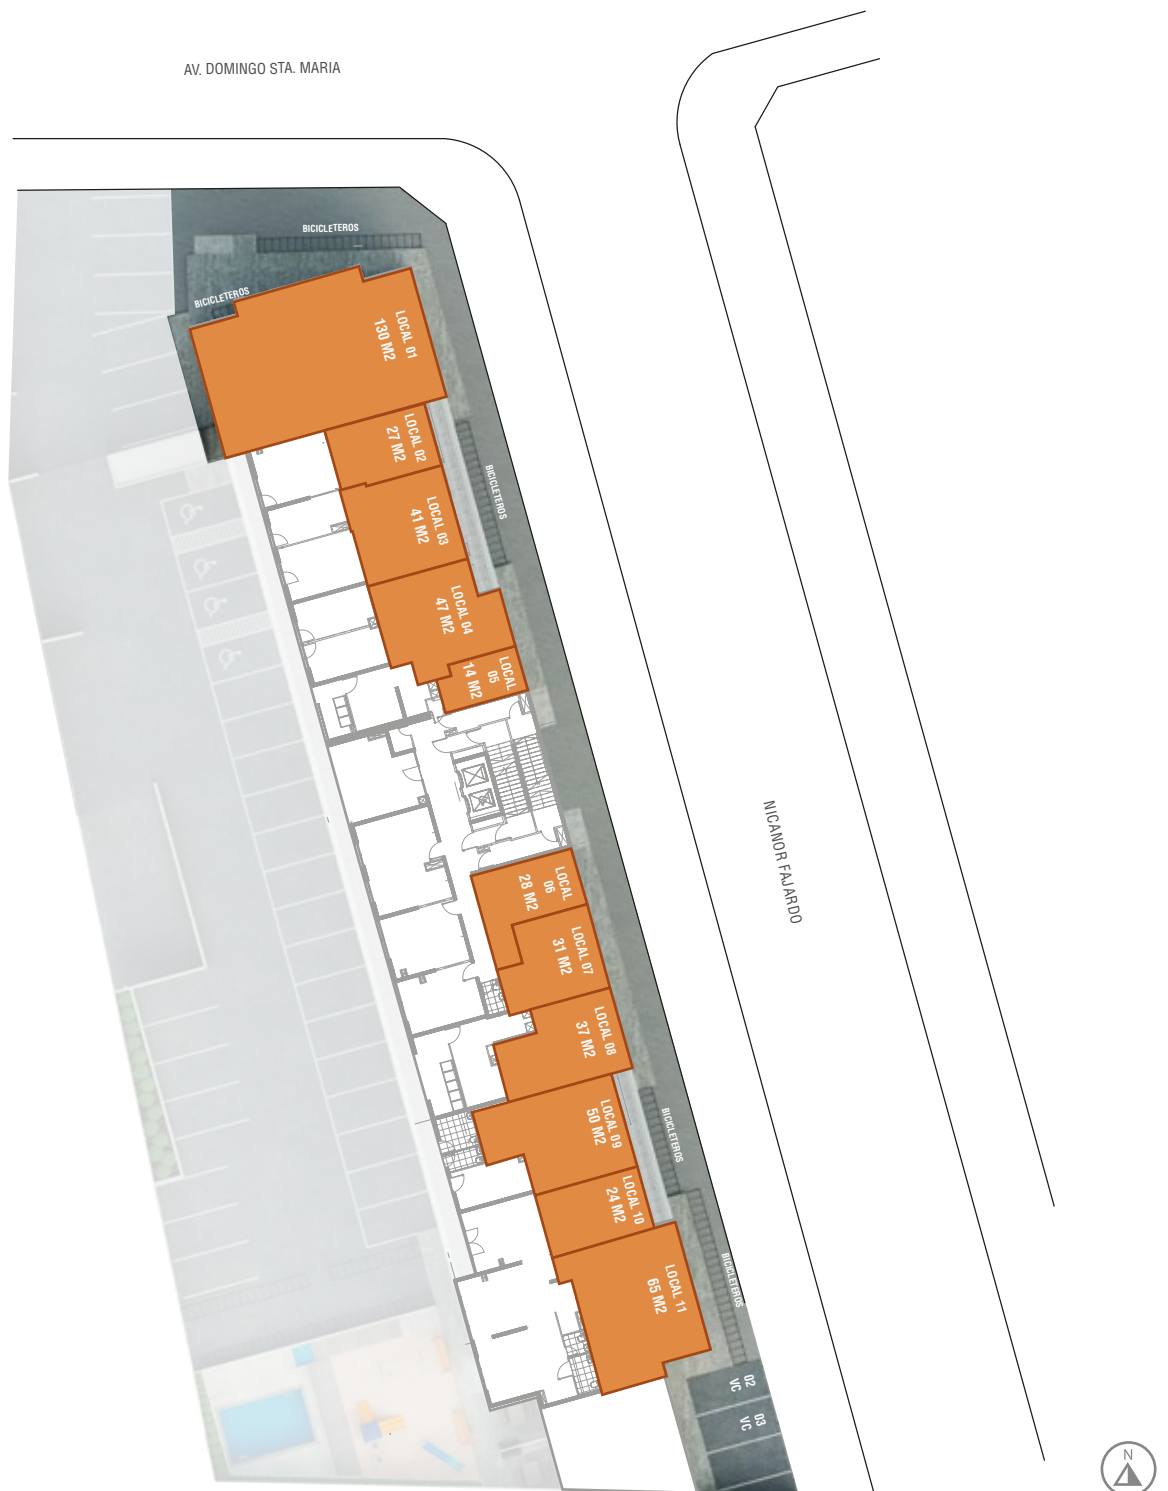 AV. DOMINGO STA. MARIA
BICICLETEROS
BICICLETEROS
LOCAL 01
130 M2
LOCAL 02
27 M2
BICICLETEROS
LOCAL 03
41 M2
LOCAL 04
47 M2
LOCAL
05
14 M2
NICANOR FAJARDO
LOCAL
06
28 M2
LOCAL 07
31 M2
LOCAL 08
37 M2
LOCAL 09
50 M2
BICICLETEROS
LOCAL 10
24 M2
LOCAL 11
65 M2
BICICLETEROS
02
VC
03
VC
N